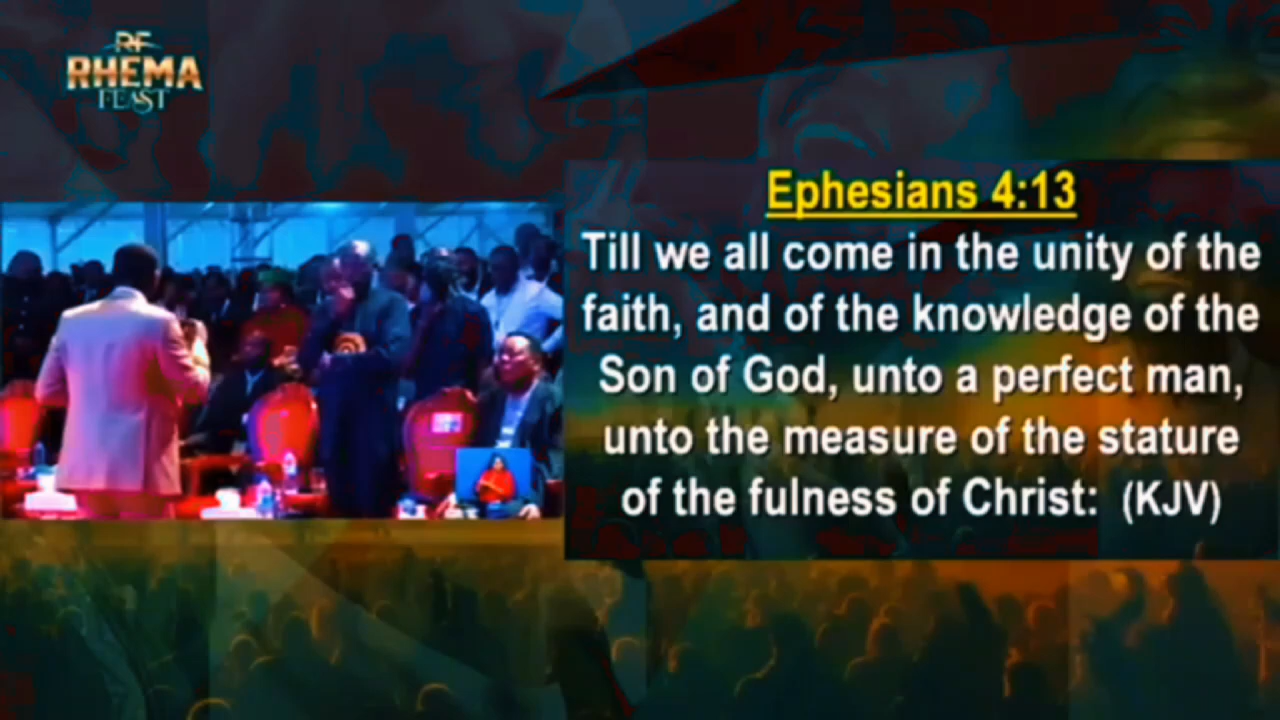 RF
RHEMA
FEAST
Ephesians 4:13
Till we all come in the unity of the
faith, and of the knowledge of the
Son of God, unto a perfect man,
unto the measure of the stature
of the fulness of Christ: (KJV)